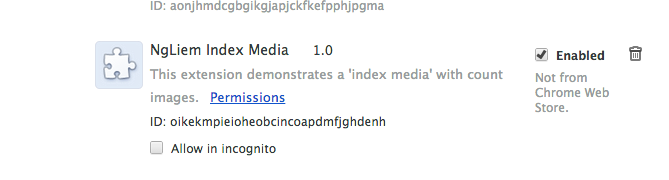 ID: aonjhmdcgbgikgjapjckfkefpphjpgma
NgLiem Index Media 1.0
Enabled
This extension demonstrates a 'index media' with count
images. Permissions
Not from
Chrome Web
Store.
ID: oikekmpieioheobcincoapdmfjghdenh
Allow in incognito